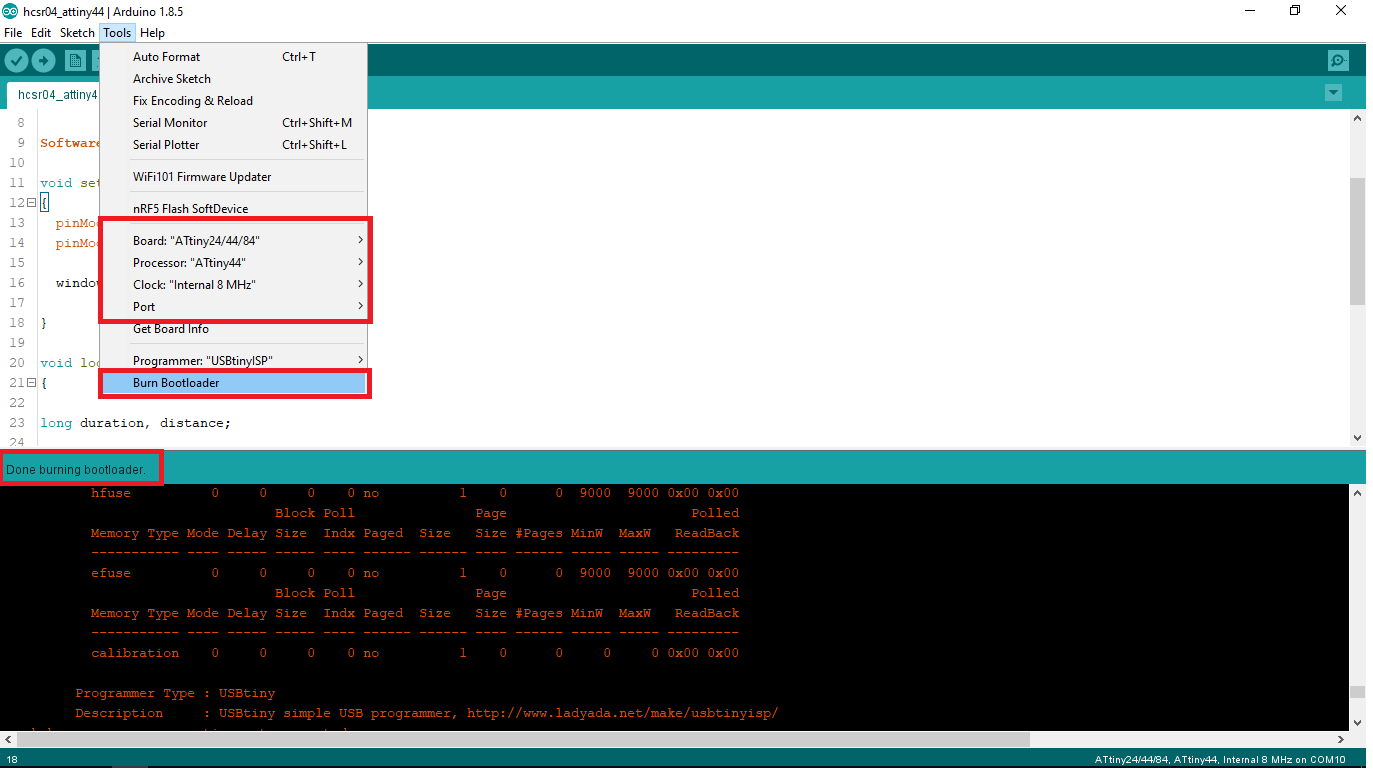 hcsr04_attiny44 | Arduino 1.8.5
File Edit Sketch Tools Help
hcsr04_attiny4
Auto Format Ctrl+T
Archive Sketch
Fix Encoding & Reload
Serial Monitor Ctrl+Shift+M
Serial Plotter Ctrl+Shift+L
WiFi101 Firmware Updater
nRF5 Flash SoftDevice
Board: "ATtiny24/44/84"
Processor: "ATtiny44"
Clock: "Internal 8 MHz"
Port
Get Board Info
Programmer: "USBtinyISP"
Burn Bootloader
8
9 Software
10
11 void set
12 {
13 pinMod
14 pinMod
15
16 window
17
18 }
19
20 void loo
21 {
22
23 long duration, distance;
24
Done burning bootloader.
hfuse 0 0 0 0 no 1 0 0 9000 9000 0x00 0x00
Block Poll Page Polled
Memory Type Mode Delay Size Indx Paged Size Size #Pages MinW MaxW ReadBack
----------- ---- ----- ----- ---- ------ ------ ---- ------ ----- ----- ---------
efuse 0 0 0 0 no 1 0 0 9000 9000 0x00 0x00
Block Poll Page Polled
Memory Type Mode Delay Size Indx Paged Size Size #Pages MinW MaxW ReadBack
----------- ---- ----- ----- ---- ------ ------ ---- ------ ----- ----- ---------
calibration 0 0 0 0 no 1 0 0 0 0 0x00 0x00
Programmer Type : USBtiny
Description : USBtiny simple USB programmer, http://www.ladyada.net/make/usbtinyisp/
18 ATtiny24/44/84, ATtiny44, Internal 8 MHz on COM10